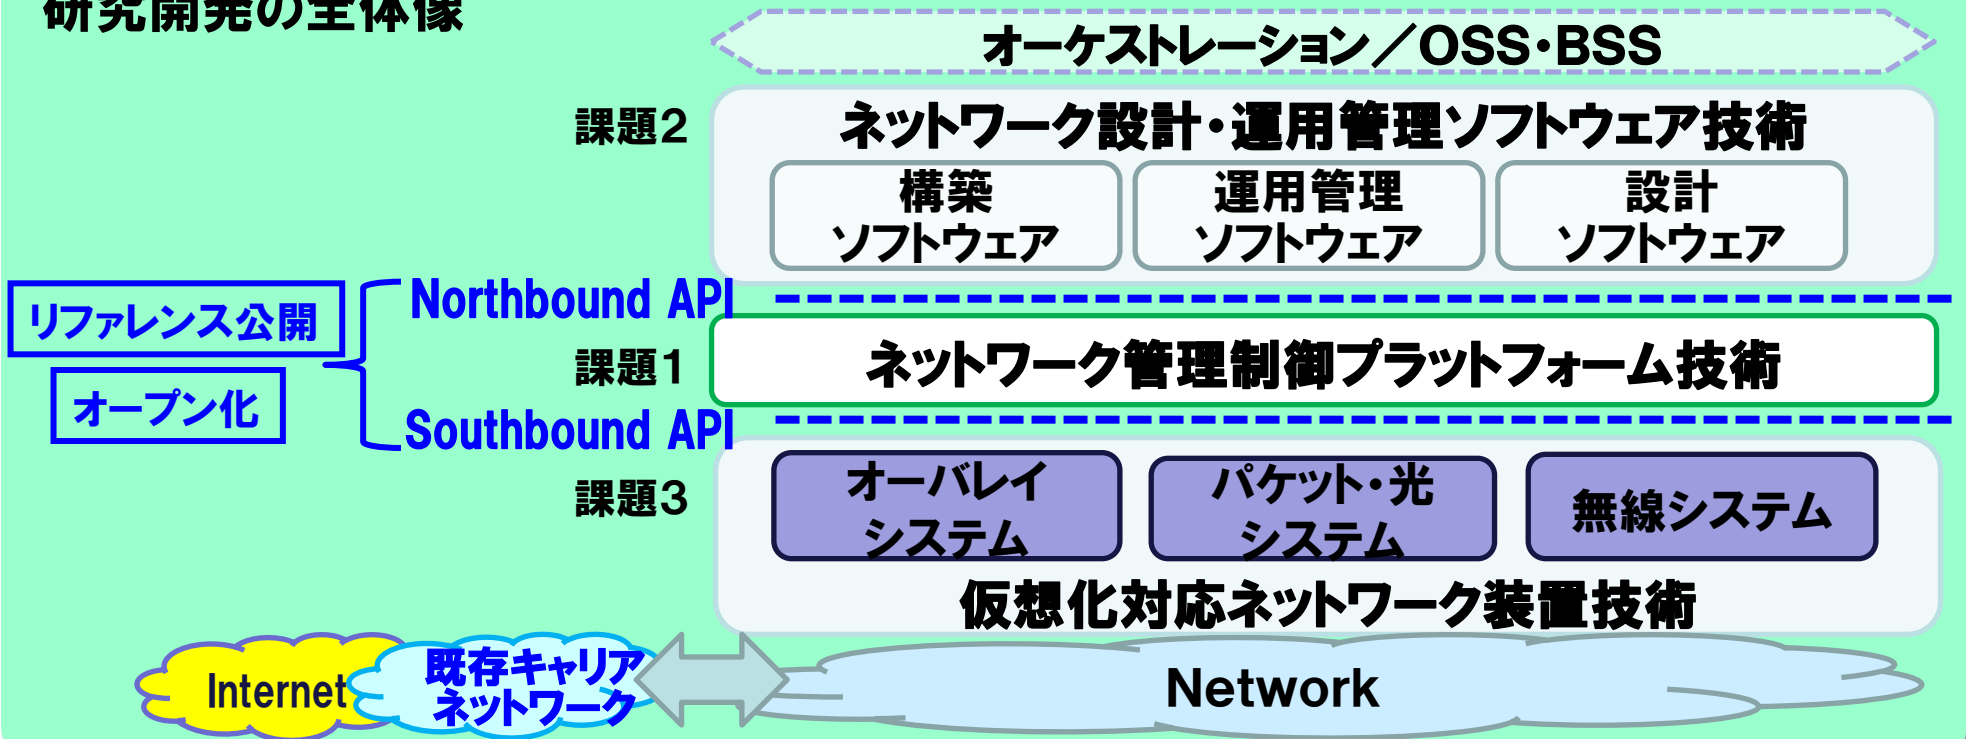 研究開発の全体像
オーケストレーション／OSS・BSS
課題2
ネットワーク設計・運用管理ソフトウェア技術
構築
ソフトウェア
運用管理
ソフトウェア
設計
ソフトウェア
Northbound API
リファレンス公開
オープン化
課題1
ネットワーク管理制御プラットフォーム技術
Southbound API
課題3
オーバレイ
システム
パケット・光
システム
無線システム
仮想化対応ネットワーク装置技術
Internet
既存キャリア
ネットワーク
Network